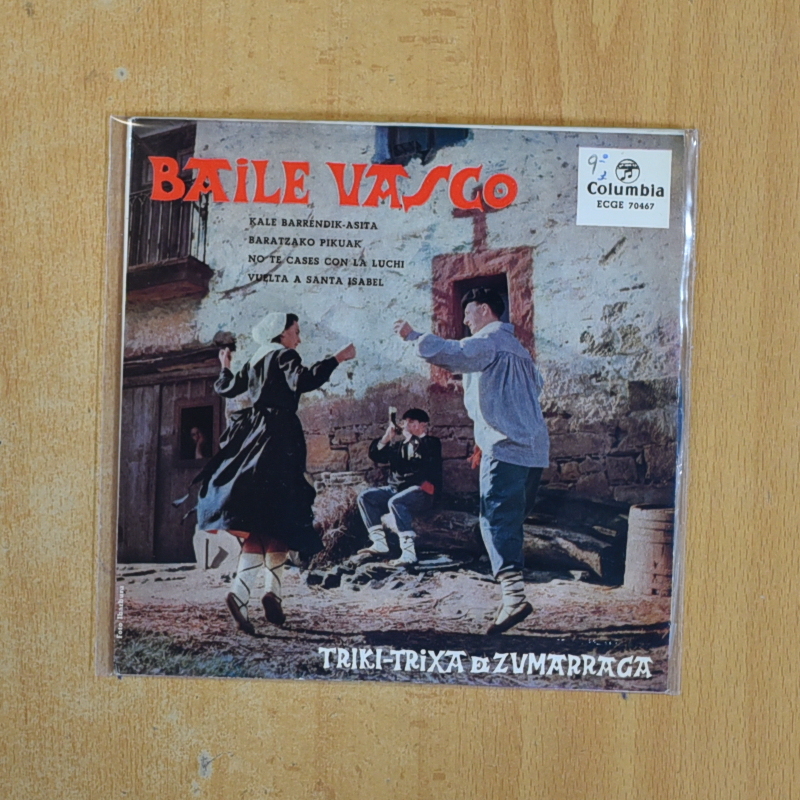 BAILE VASCO
KALE BARRENDIK-ASITA
BARATZAKO PIKUAK
NO TE CASES CON LA LUCHI
VUELTA A SANTA ISABEL
Columbia
ECGE 70467
TRIKI-TRIXA DE ZUMARRAGA